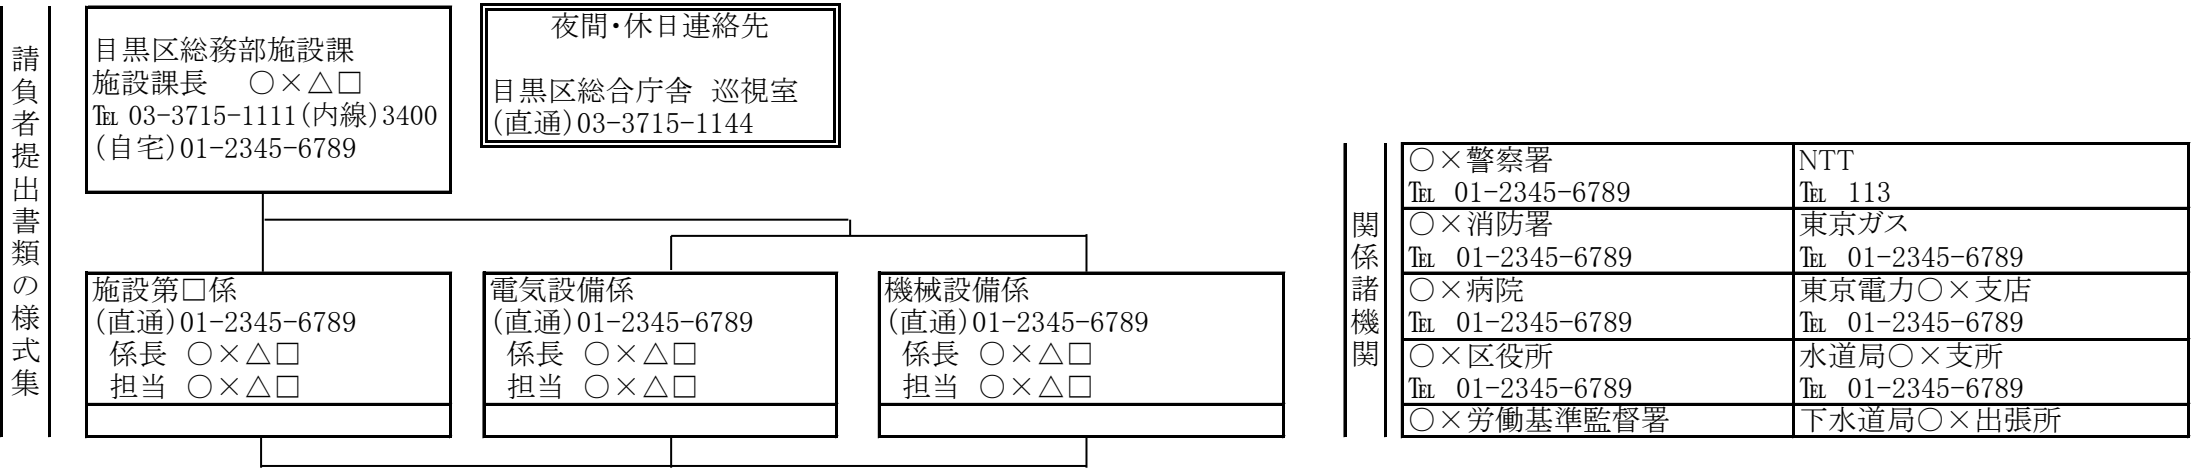 請負者提出書類の様式集
目黒区総務部施設課
施設課長 ○×△□
℡ 03-3715-1111(内線)3400
(自宅)01-2345-6789
夜間・休日連絡先
目黒区総合庁舎 巡視室
(直通)03-3715-1144
施設第□係
(直通)01-2345-6789
係長 ○×△□
担当 ○×△□
電気設備係
(直通)01-2345-6789
係長 ○×△□
担当 ○×△□
機械設備係
(直通)01-2345-6789
係長 ○×△□
担当 ○×△□
関係諸機関
○×警察署
℡ 01-2345-6789
NTT
℡ 113
○×消防署
℡ 01-2345-6789
東京ガス
℡ 01-2345-6789
○×病院
℡ 01-2345-6789
東京電力○×支店
℡ 01-2345-6789
○×区役所
℡ 01-2345-6789
水道局○×支所
℡ 01-2345-6789
○×労働基準監督署
下水道局○×出張所